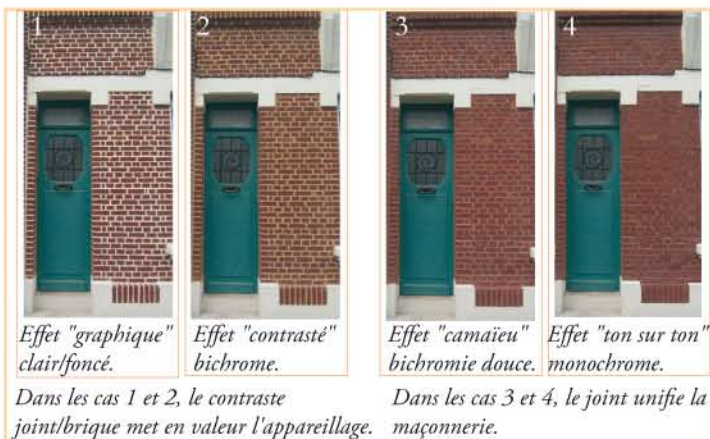 1
2
3
4
Effet "graphique"
clair/foncé.
Effet "contrasté"
bichrome.
Effet "camaïeu"
bichromie douce.
Effet "ton sur ton"
monochrome.
Dans les cas 1 et 2, le contraste
joint/brique met en valeur l'appareillage.
Dans les cas 3 et 4, le joint unifie la
maçonnerie.